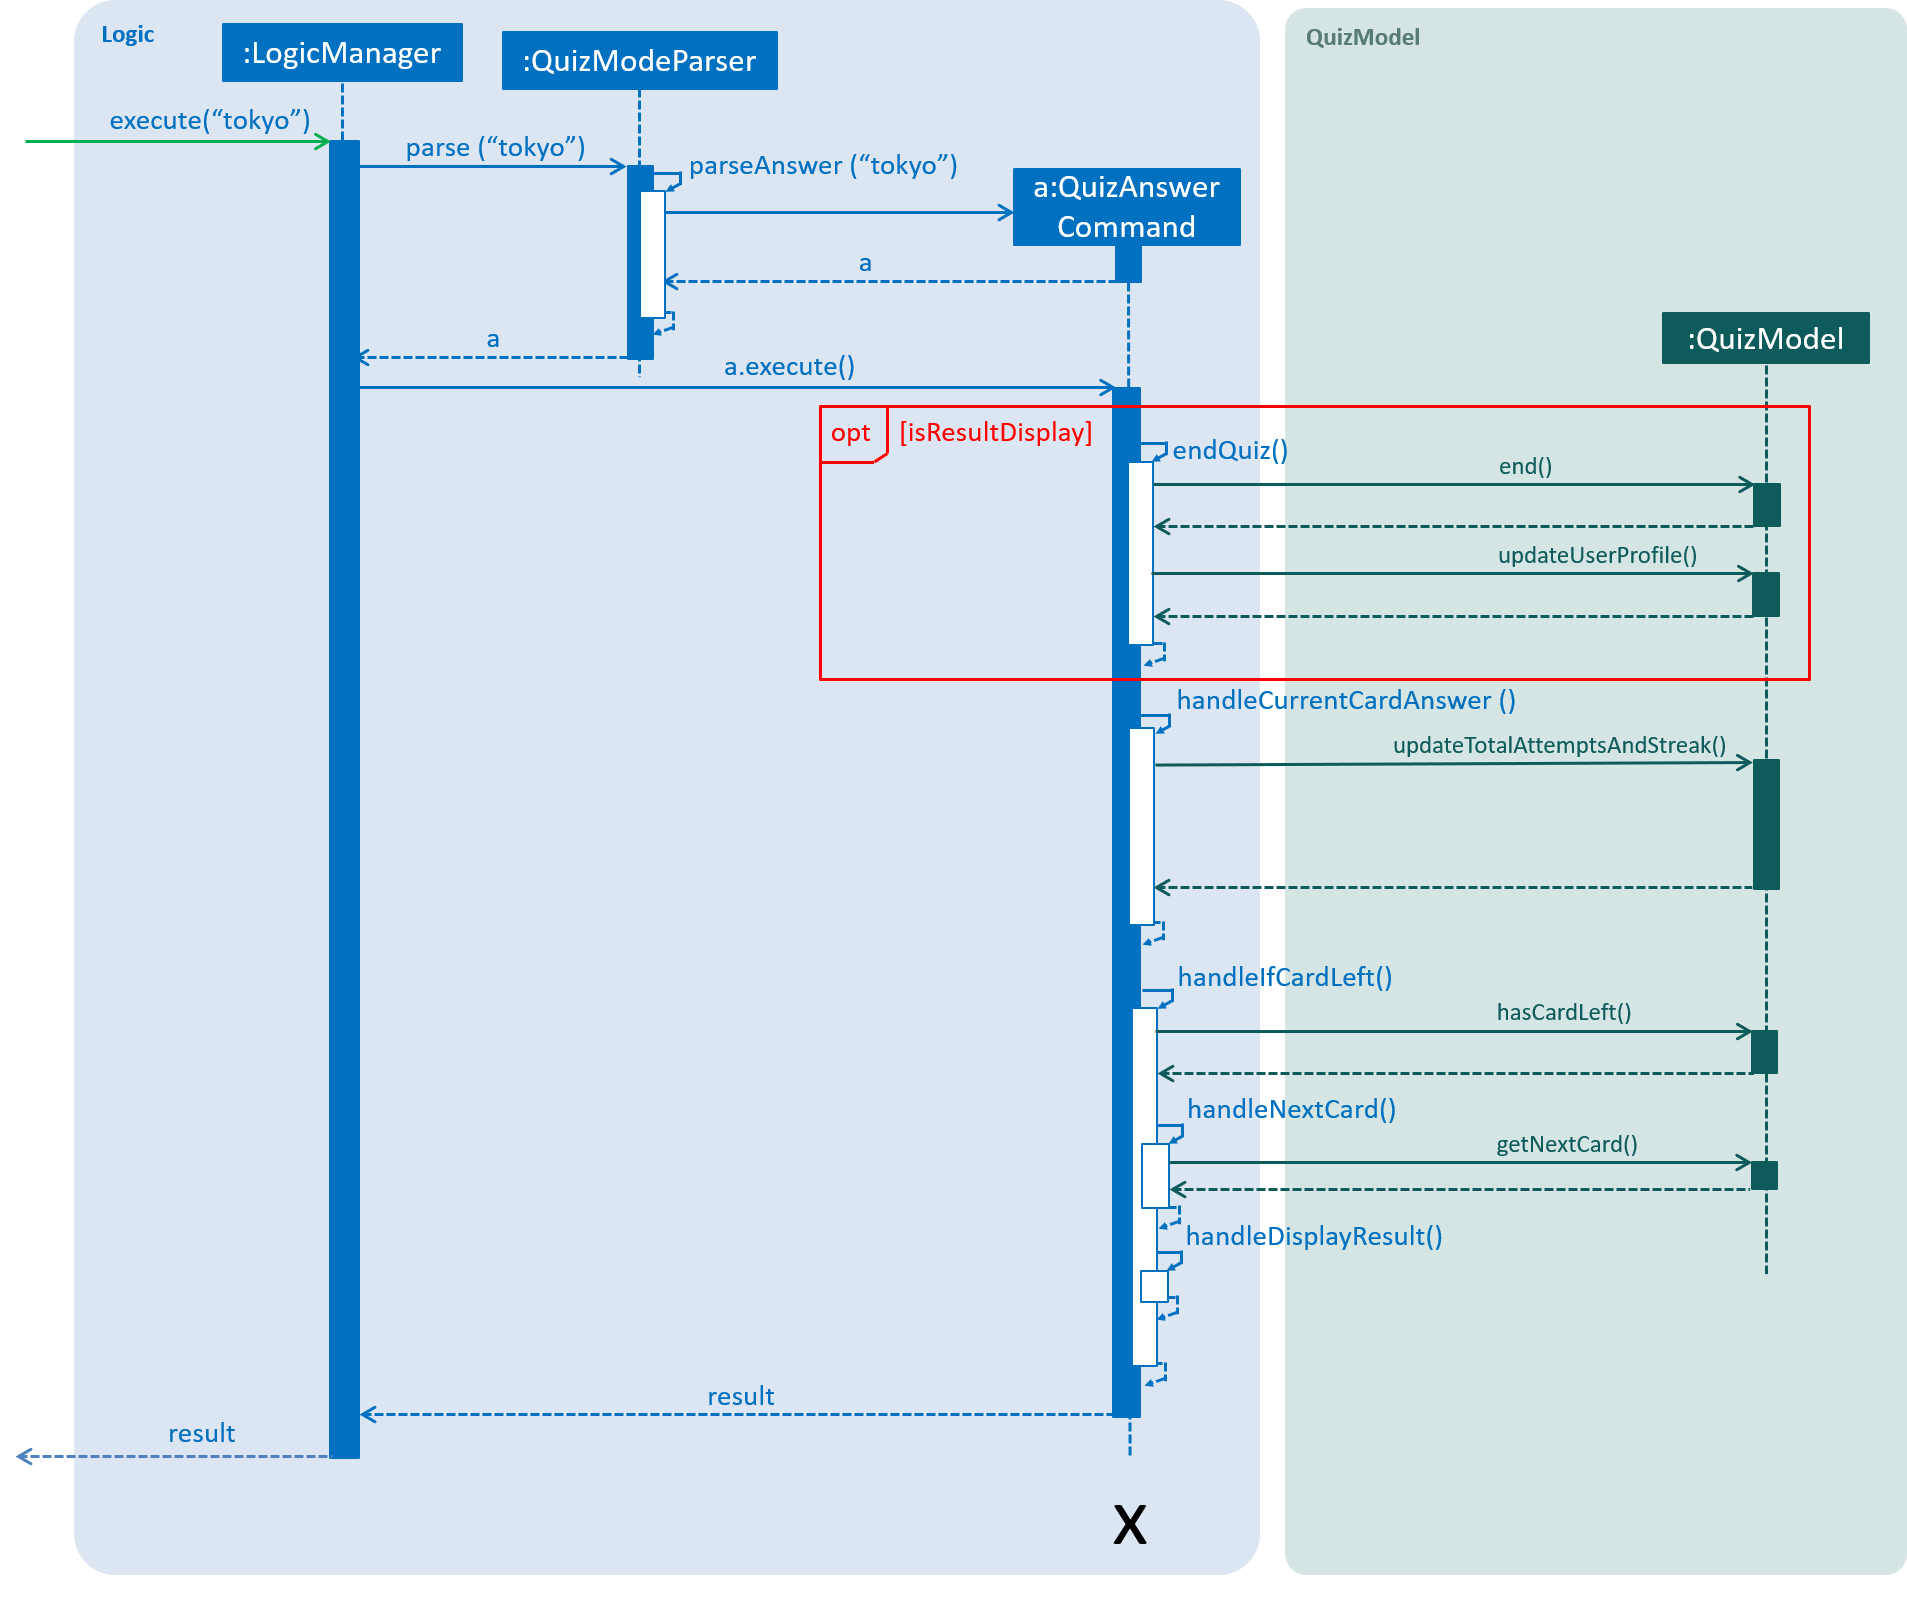 Logic
QuizModel
:LogicManager
:QuizModeParser
execute(“tokyo”)
parse (“tokyo”)
parseAnswer (“tokyo”)
a:QuizAnswer
Command
a
:QuizModel
a
a.execute()
opt
[isResultDisplay]
endQuiz()
end()
updateUserProfile()
handleCurrentCardAnswer ()
updateTotalAttemptsAndStreak()
handleIfCardLeft()
hasCardLeft()
handleNextCard()
getNextCard()
handleDisplayResult()
result
result
X